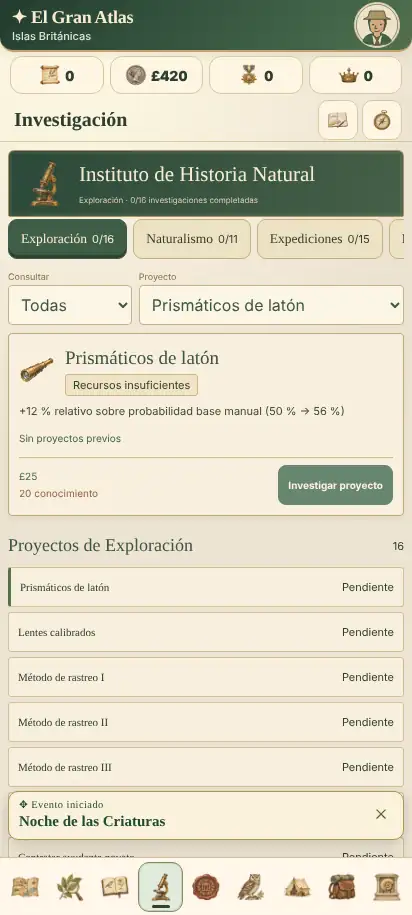 ✦ El Gran Atlas
Islas Británicas
0
£420
0
0
Investigación
Instituto de Historia Natural
Exploración · 0/16 investigaciones completadas
Exploración 0/16
Naturalismo 0/11
Expediciones 0/15
Consultar
Proyecto
Todas
Prismáticos de latón
Prismáticos de latón
Recursos insuficientes
+12 % relativo sobre probabilidad base manual (50 % → 56 %)
Sin proyectos previos
£25
20 conocimiento
Investigar proyecto
Proyectos de Exploración
16
Prismáticos de latón
Pendiente
Lentes calibrados
Pendiente
Método de rastreo I
Pendiente
Método de rastreo II
Pendiente
Método de rastreo III
Pendiente
✥ Evento iniciado
Noche de las Criaturas